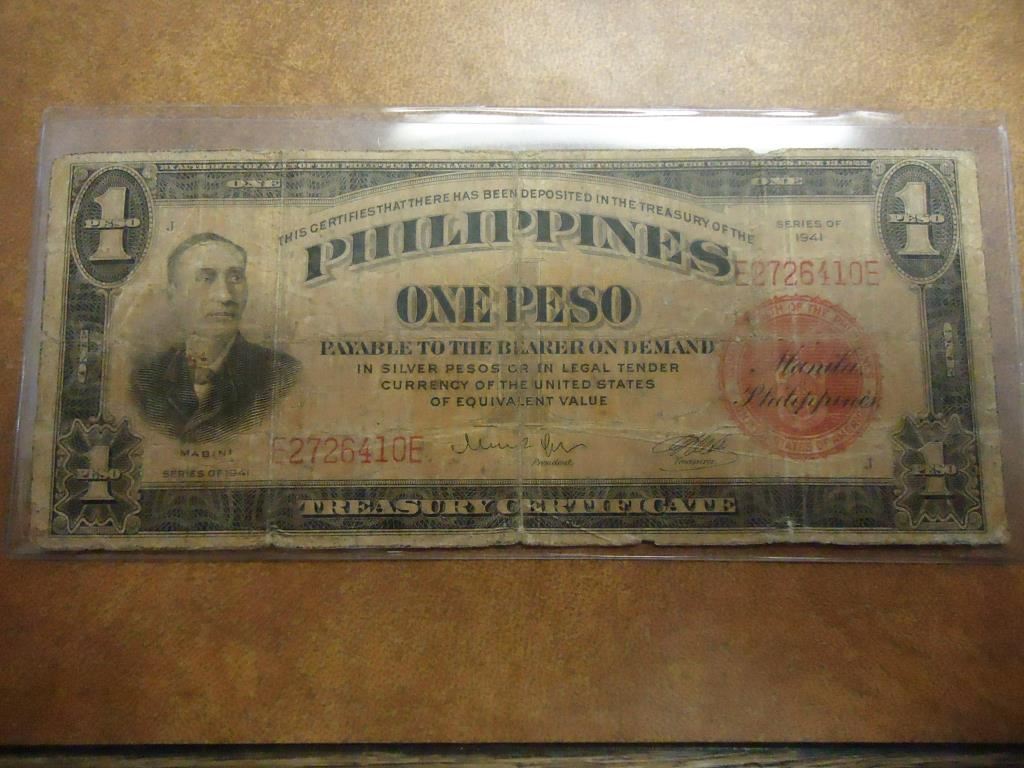 ONE
ONE
1
PESO
1
PESO
J
THIS CERTIFIES THAT THERE HAS BEEN DEPOSITED IN THE TREASURY OF THE
SERIES OF
1941
PHILIPPINES
E2726410E
ONE PESO
PAYABLE TO THE BEARER ON DEMAND
IN SILVER PESOS OR IN LEGAL TENDER
CURRENCY OF THE UNITED STATES
OF EQUIVALENT VALUE
Manila
Philippines
MABINI
SERIES OF 1941
E2726410E
President
Treasurer
J
1
PESO
1
PESO
TREASURY CERTIFICATE